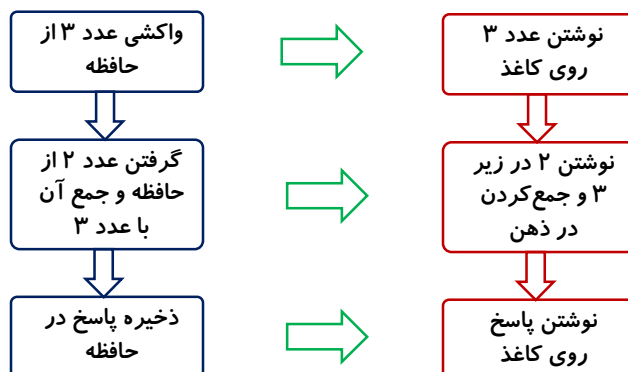 نوشتن عدد ۳
روی کاغذ
واکشی عدد ۳ از
حافظه
نوشتن ۲ در زیر
۳ و جمع‌کردن
در ذهن
گرفتن عدد ۲ از
حافظه و جمع آن
با عدد ۳
نوشتن پاسخ
روی کاغذ
ذخیره پاسخ در
حافظه